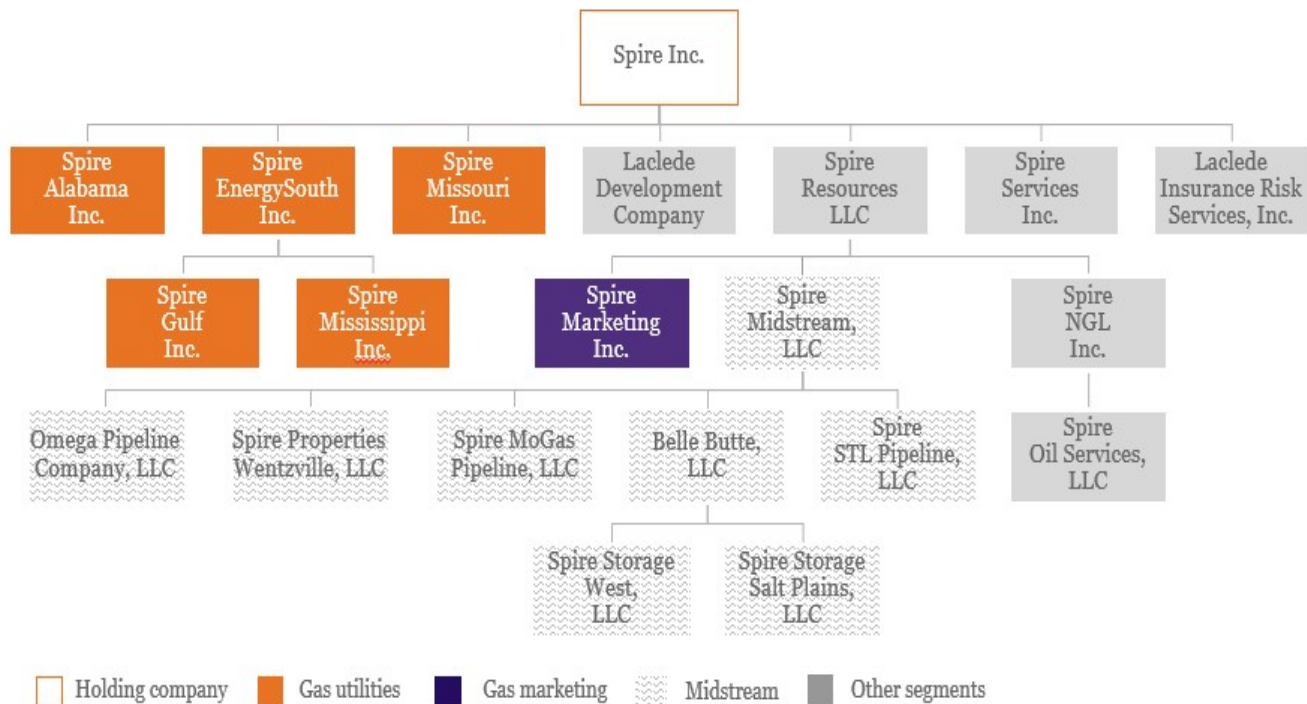 Spire Inc.
Spire
Alabama
Inc.
Spire
EnergySouth
Inc.
Spire
Missouri
Inc.
Laclede
Development
Company
Spire
Resources
LLC
Spire
Services
Inc.
Laclede
Insurance Risk
Services, Inc.
Spire
Gulf
Inc.
Spire
Mississippi
Inc.
Spire
Marketing
Inc.
Spire
Midstream,
LLC
Spire
NGL
Inc.
Omega Pipeline
Company, LLC
Spire Properties
Wentzville, LLC
Spire MoGas
Pipeline, LLC
Belle Butte,
LLC
Spire
STL Pipeline,
LLC
Spire
Oil Services,
LLC
Spire Storage
West,
LLC
Spire Storage
Salt Plains,
LLC
Holding company
Gas utilities
Gas marketing
Midstream
Other segments